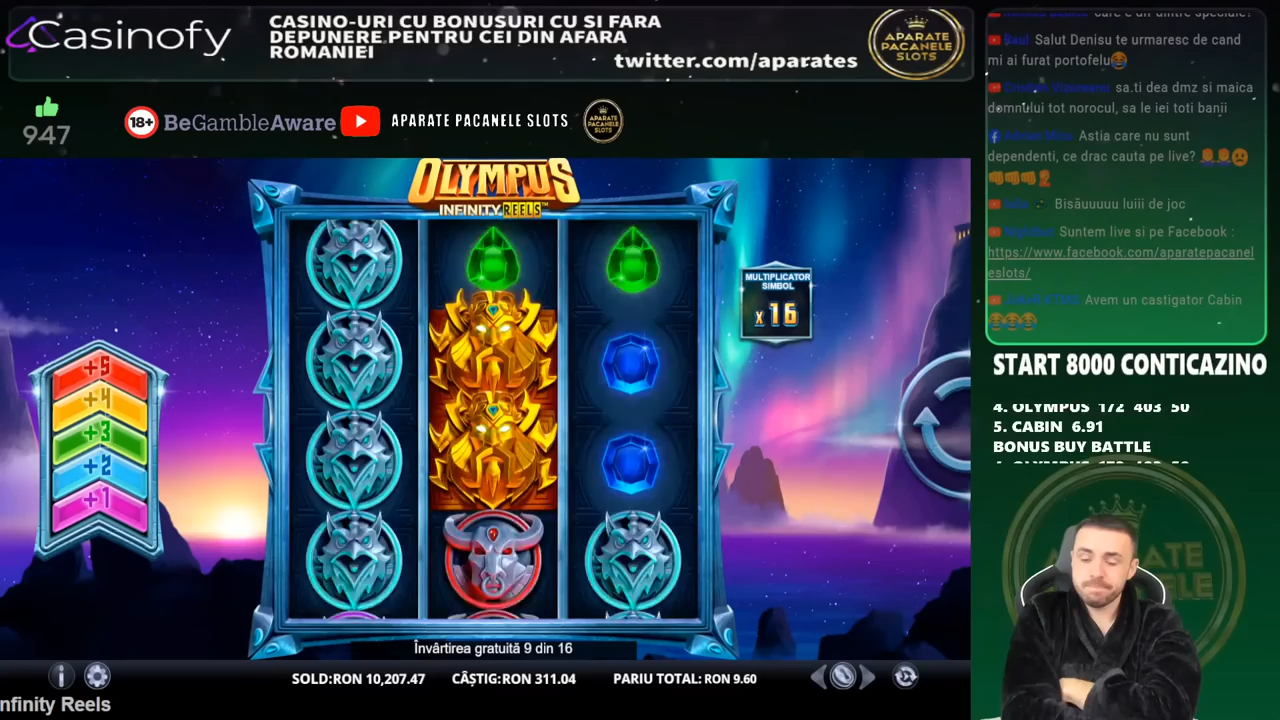 Casinofy
CASINO-URI CU BONUSURI CU SI FARA
DEPUNERE PENTRU CEI DIN AFARA
ROMANIEI
twitter.com/aparates
APARATE
PACANELE
SLOTS
947
18+
BeGambleAware
APARATE PACANELE SLOTS
APARATE
PACANELE
SLOTS
Salut Denisu te urmaresc de cand
mi ai furat portofelu
sa.ti dea dmz si maica
domnului tot norocul, sa le iei toti banii
Astia care nu sunt
dependenti, ce drac cauta pe live?
Bisăuuuuu luiii de joc
Suntem live si pe Facebook :
https://www.facebook.com/aparatepacanel
eslots/
Avem un castigator Cabin
OLYMPUS
INFINITY REELS™
MULTIPLICATOR
SIMBOL
x16
+5
+4
+3
+2
+1
START 8000 CONTICAZINO
4. OLYMPUS 172 403 50
5. CABIN 6.91
BONUS BUY BATTLE
Învârtirea gratuită 9 din 16
SOLD:RON 10,207.47
CÂȘTIG:RON 311.04
PARIU TOTAL: RON 9.60
nfinity Reels